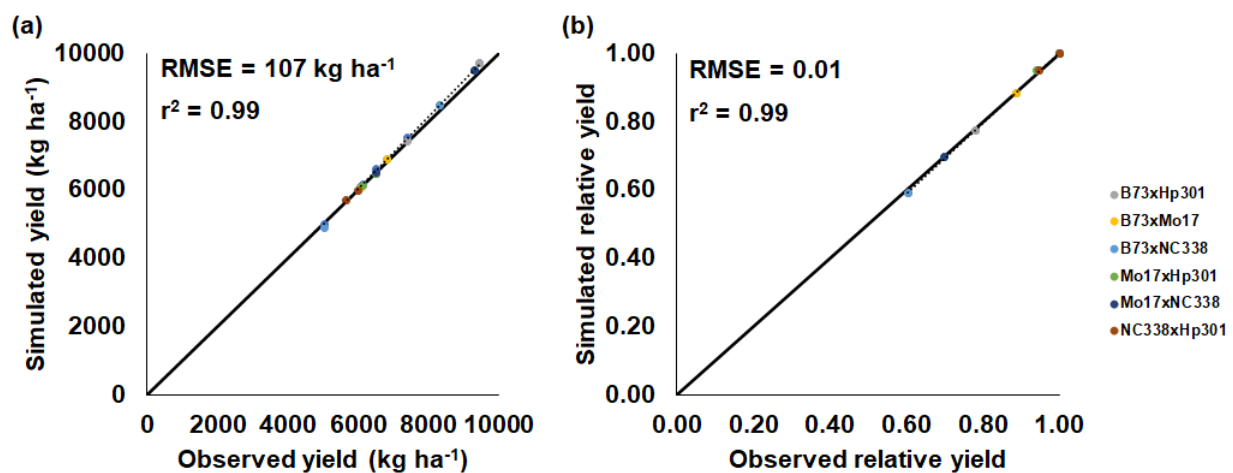 (a)
10000
8000
6000
4000
2000
0
Simulated yield (kg ha⁻¹)
RMSE = 107 kg ha⁻¹
r² = 0.99
0 2000 4000 6000 8000 10000
Observed yield (kg ha⁻¹)
(b)
1.00
0.80
0.60
0.40
0.20
0.00
Simulated relative yield
RMSE = 0.01
r² = 0.99
0.00 0.20 0.40 0.60 0.80 1.00
Observed relative yield
B73xHp301
B73xMo17
B73xNC338
Mo17xHp301
Mo17xNC338
NC338xHp301